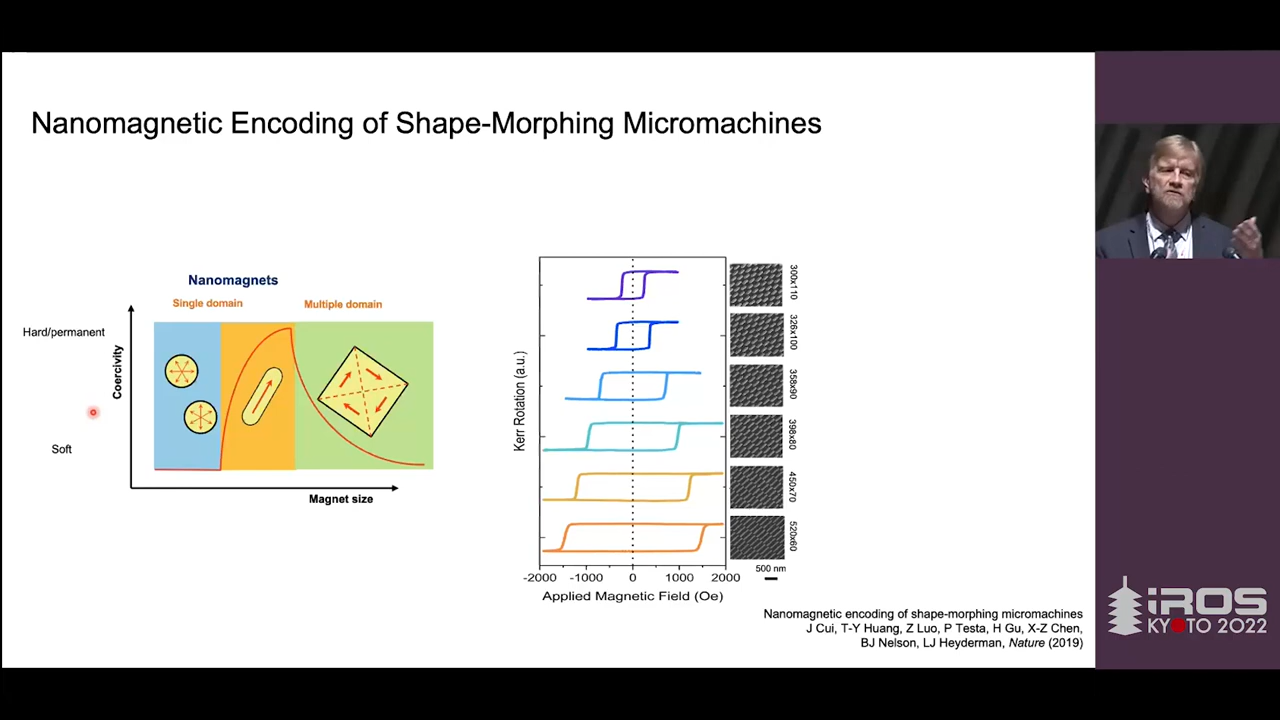 Nanomagnetic Encoding of Shape-Morphing Micromachines
Nanomagnets
Single domain
Multiple domain
Hard/permanent
Soft
Coercivity
Magnet size
Kerr Rotation (a.u.)
300x110
326x100
358x90
398x80
450x70
520x60
500 nm
-2000 -1000 0 1000 2000
Applied Magnetic Field (Oe)
Nanomagnetic encoding of shape-morphing micromachines
J Cui, T-Y Huang, Z Luo, P Testa, H Gu, X-Z Chen,
BJ Nelson, LJ Heyderman, Nature (2019)
iROS
KYOTO 2022